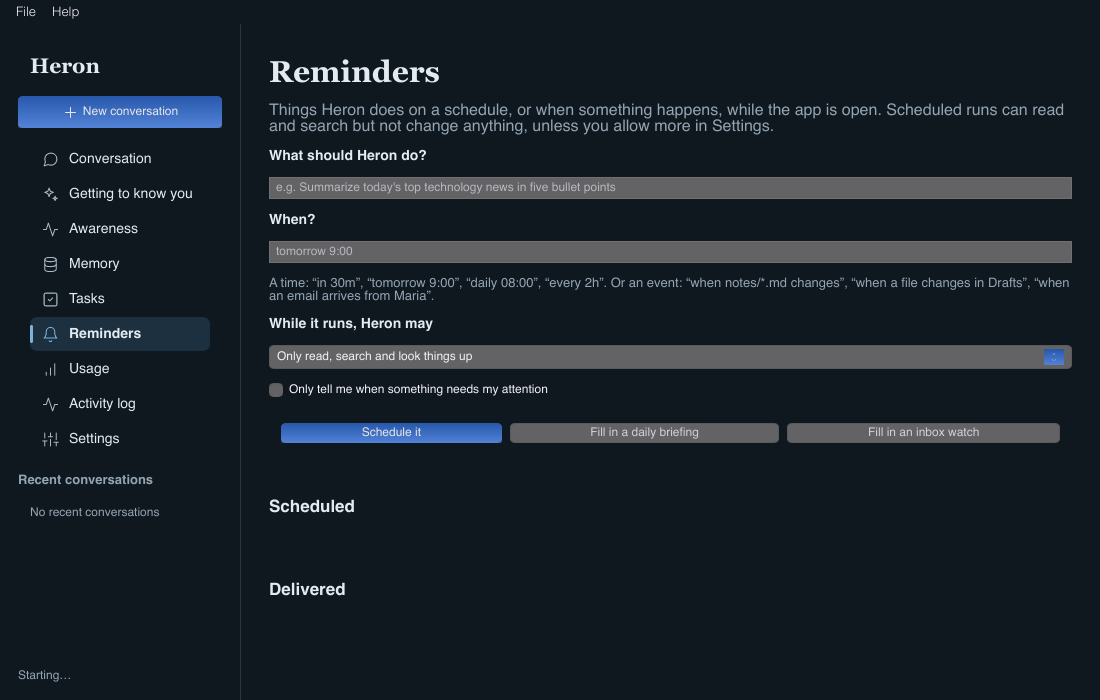 File Help
Heron
New conversation
Conversation
Getting to know you
Awareness
Memory
Tasks
Reminders
Usage
Activity log
Settings
Recent conversations
No recent conversations
Starting…
Reminders
Things Heron does on a schedule, or when something happens, while the app is open. Scheduled runs can read
and search but not change anything, unless you allow more in Settings.
What should Heron do?
e.g. Summarize today's top technology news in five bullet points
When?
tomorrow 9:00
A time: “in 30m”, “tomorrow 9:00”, “daily 08:00”, “every 2h”. Or an event: “when notes/*.md changes”, “when a file changes in Drafts”, “when
an email arrives from Maria”.
While it runs, Heron may
Only read, search and look things up
Only tell me when something needs my attention
Schedule it
Fill in a daily briefing
Fill in an inbox watch
Scheduled
Delivered